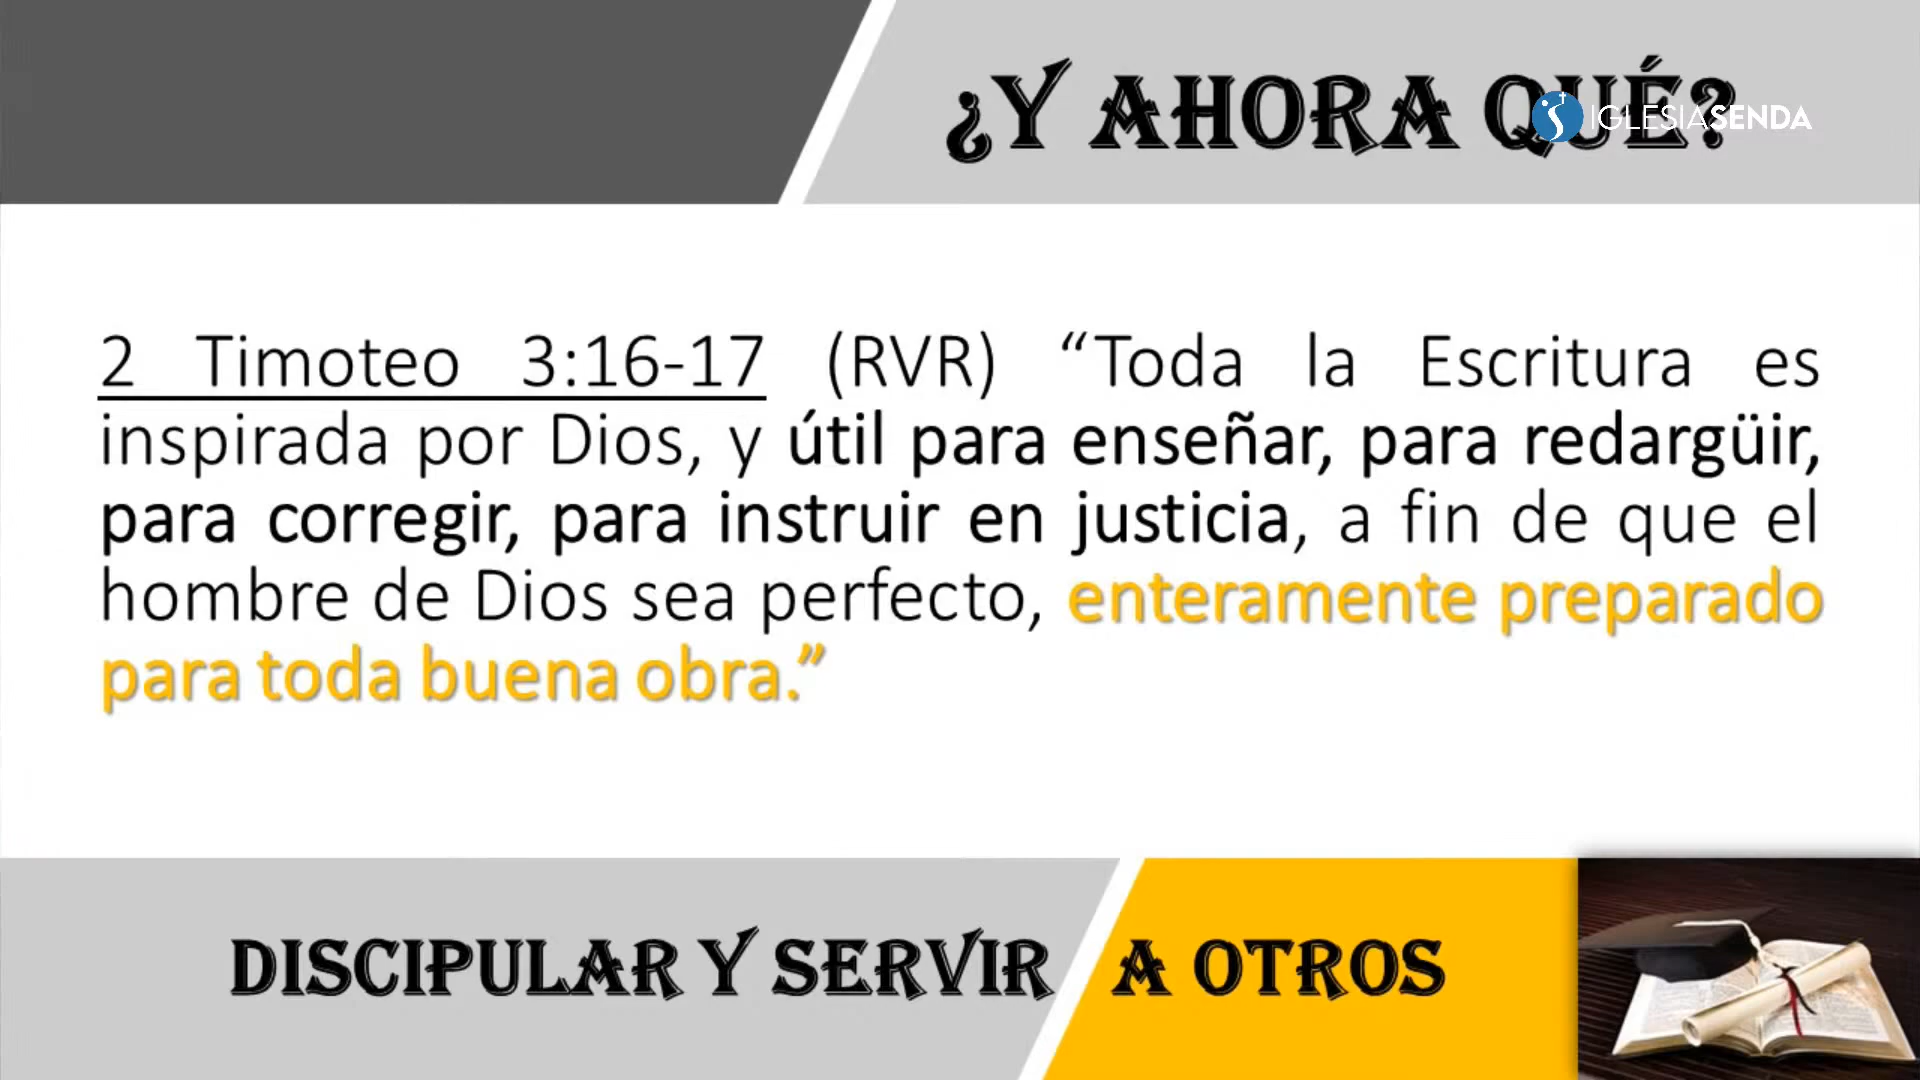 ¿Y AHORA QUÉ?
IGLESIASENDA
2 Timoteo 3:16-17 (RVR) “Toda la Escritura es
inspirada por Dios, y útil para enseñar, para redargüir,
para corregir, para instruir en justicia, a fin de que el
hombre de Dios sea perfecto, enteramente preparado
para toda buena obra.”
DISCIPULAR Y SERVIR A OTROS